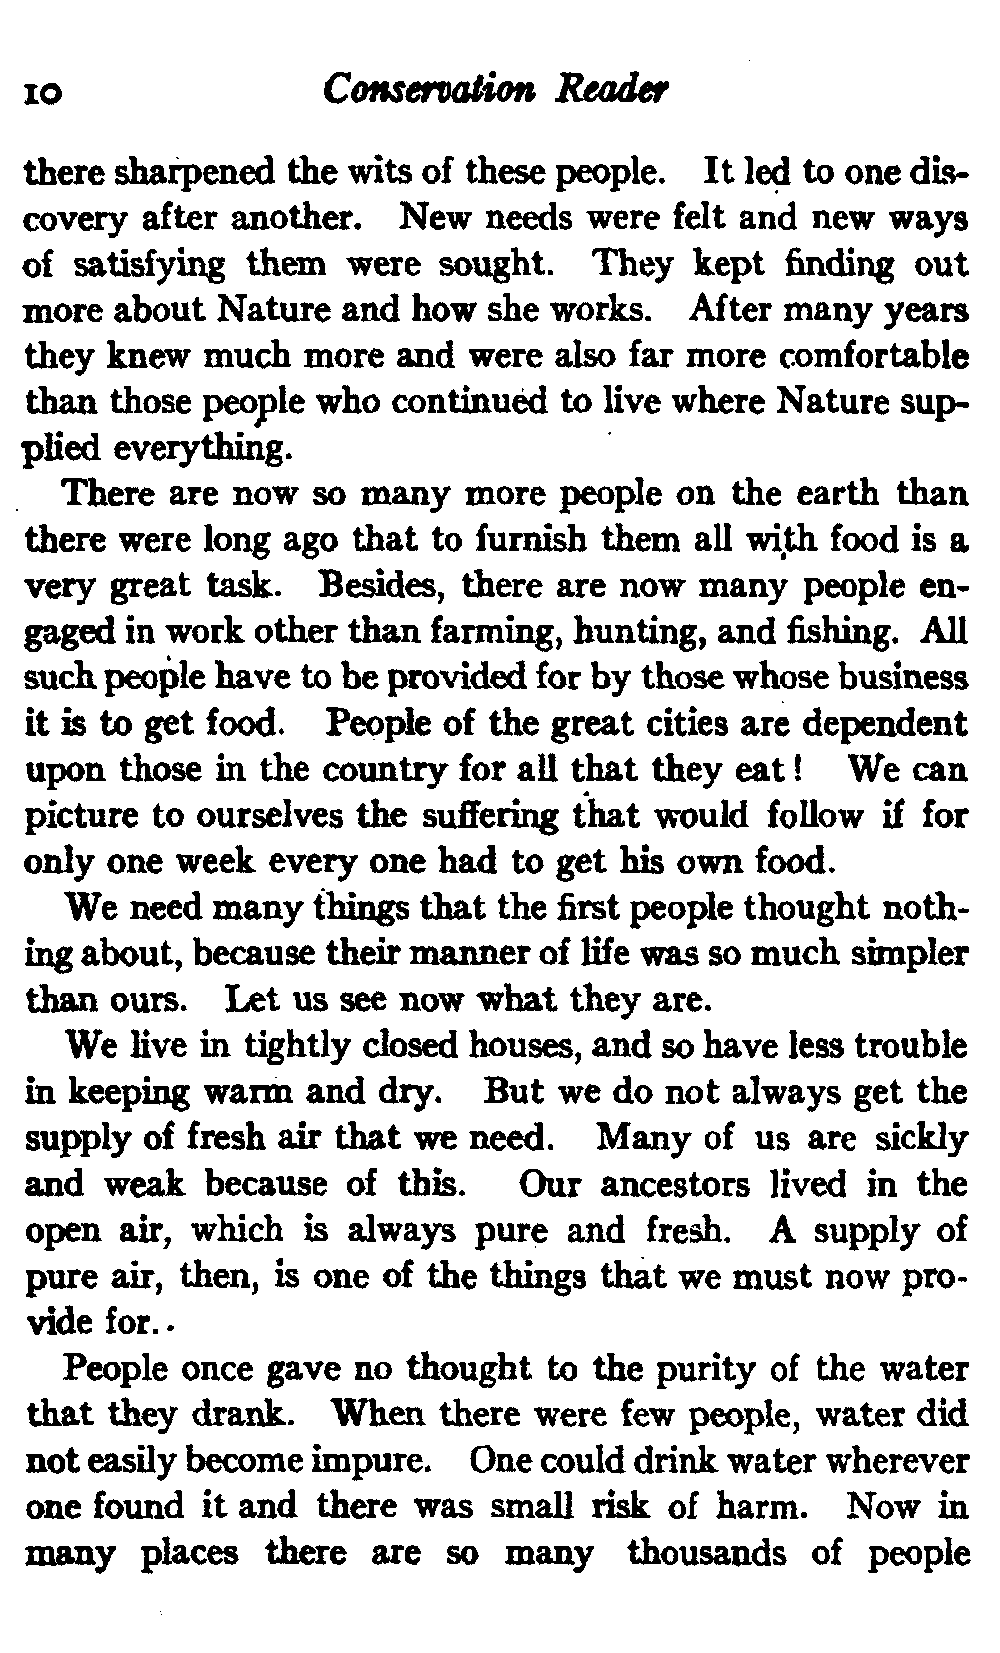 10 Conservation Reader
there sharpened the wits of these people. It led to one dis-
covery after another. New needs were felt and new ways
of satisfying them were sought. They kept finding out
more about Nature and how she works. After many years
they knew much more and were also far more comfortable
than those people who continued to live where Nature sup-
plied everything.
There are now so many more people on the earth than
there were long ago that to furnish them all with food is a
very great task. Besides, there are now many people en-
gaged in work other than farming, hunting, and fishing. All
such people have to be provided for by those whose business
it is to get food. People of the great cities are dependent
upon those in the country for all that they eat! We can
picture to ourselves the suffering that would follow if for
only one week every one had to get his own food.
We need many things that the first people thought noth-
ing about, because their manner of life was so much simpler
than ours. Let us see now what they are.
We live in tightly closed houses, and so have less trouble
in keeping warm and dry. But we do not always get the
supply of fresh air that we need. Many of us are sickly
and weak because of this. Our ancestors lived in the
open air, which is always pure and fresh. A supply of
pure air, then, is one of the things that we must now pro-
vide for.
People once gave no thought to the purity of the water
that they drank. When there were few people, water did
not easily become impure. One could drink water wherever
one found it and there was small risk of harm. Now in
many places there are so many thousands of people